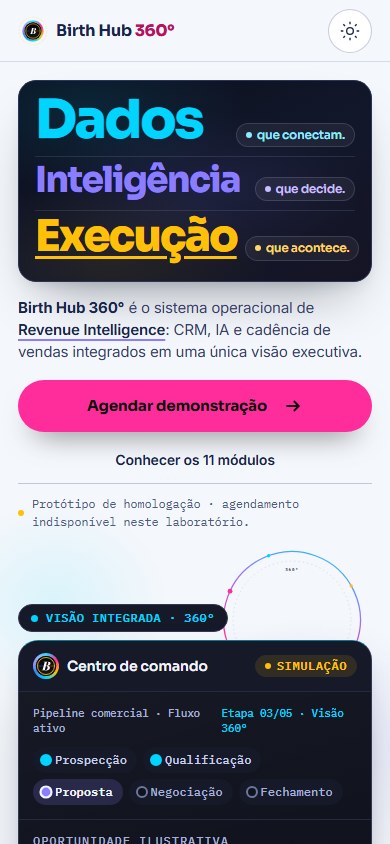 Birth Hub 360°
Dados
que conectam.
Inteligência
que decide.
Execução
que acontece.
Birth Hub 360° é o sistema operacional de
Revenue Intelligence: CRM, IA e cadência de
vendas integrados em uma única visão executiva.
Agendar demonstração →
Conhecer os 11 módulos
Protótipo de homologação · agendamento
indisponível neste laboratório.
360°
VISÃO INTEGRADA · 360°
B Centro de comando
SIMULAÇÃO
Pipeline comercial · Fluxo
ativo
Etapa 03/05 · Visão
360°
Prospecção
Qualificação
Proposta
Negociação
Fechamento
OPORTUNIDADE ILUSTRATIVA